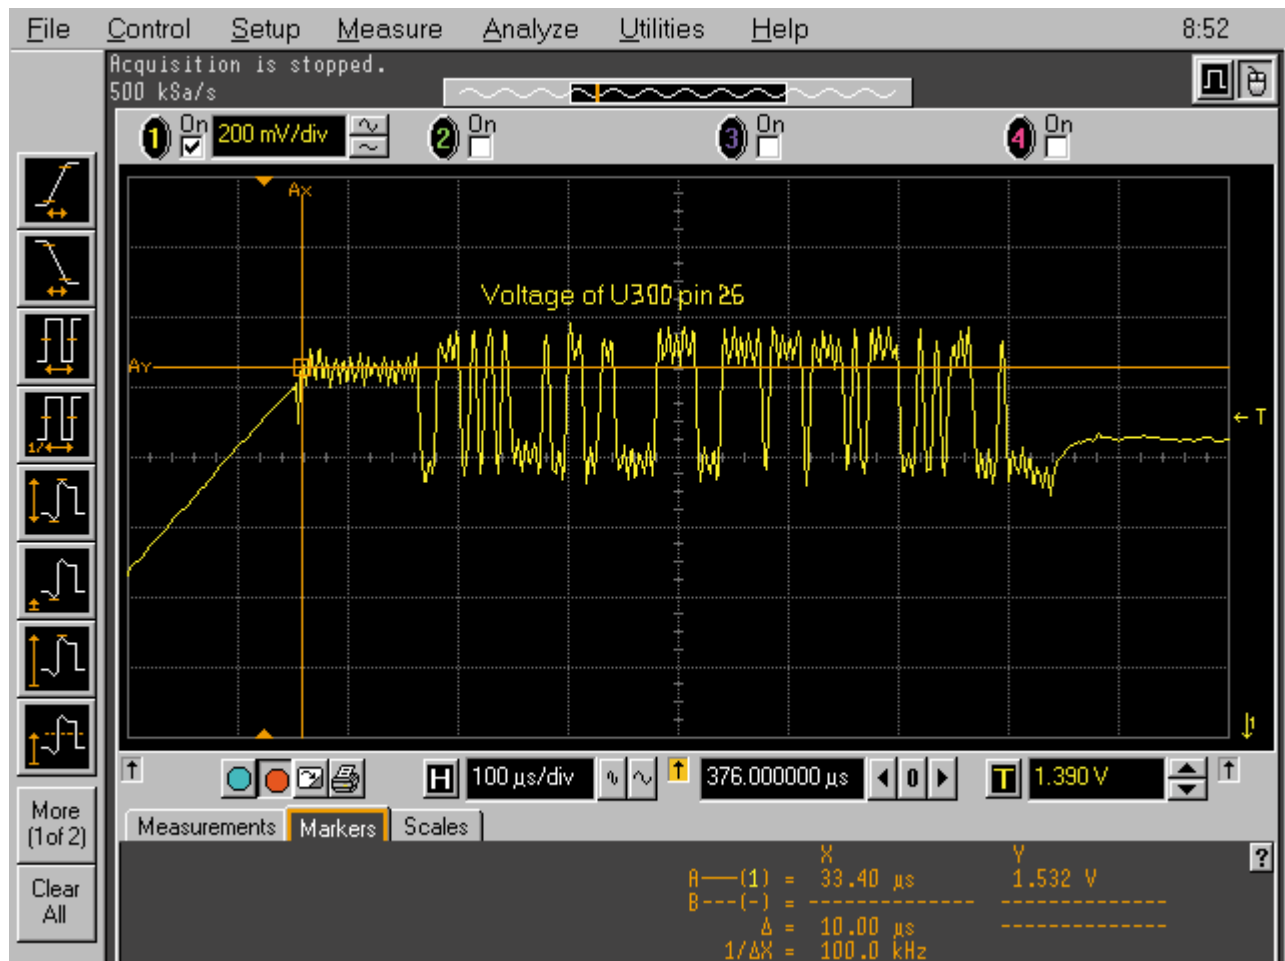 File Control Setup Measure Analyze Utilities Help 8:52
Acquisition is stopped.
500 kSa/s
1 On 200 mV/div 2 On 3 On 4 On
Ax
Voltage of U300 pin 26
Ay
T
1
H 100 µs/div 376.000000 µs 0 T 1.390 V
More
(1 of 2)
Clear
All
Measurements Markers Scales
?
X Y
A——(1) = 33.40 µs 1.532 V
B---(-) = --------------- --------------
Δ = 10.00 µs --------------
1/ΔX = 100.0 kHz